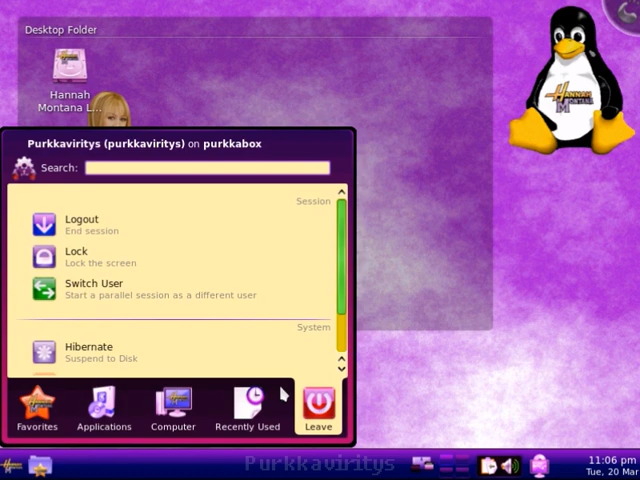 Desktop Folder
Hannah
Montana L...
HANNAH
MONTANA
Purkkaviritys (purkkaviritys) on purkkabox
Search:
Session
Logout
End session
Lock
Lock the screen
Switch User
Start a parallel session as a different user
System
Hibernate
Suspend to Disk
Favorites
Applications
Computer
Recently Used
Leave
Purkkaviritys
11:06 pm
Tue, 20 Mar